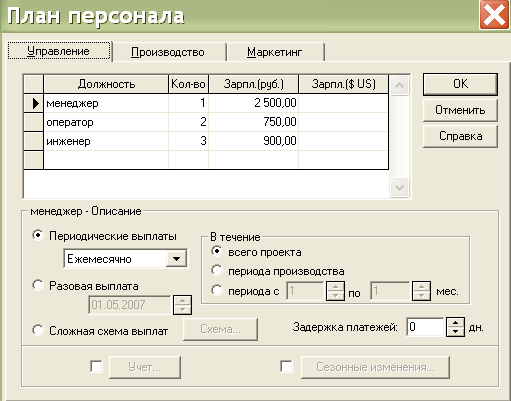 План персонала
Управление Производство Маркетинг
Должность Кол-во Зарпл.(руб.) Зарпл.($ US)
менеджер 1 2 500,00
оператор 2 750,00
инженер 3 900,00
OK
Отменить
Справка
менеджер - Описание
Периодические выплаты
Ежемесячно
Разовая выплата
01.05.2007
Сложная схема выплат Схема...
В течение
всего проекта
периода производства
периода с 1 по 1 мес.
Задержка платежей: 0 дн.
Учет... Сезонные изменения...